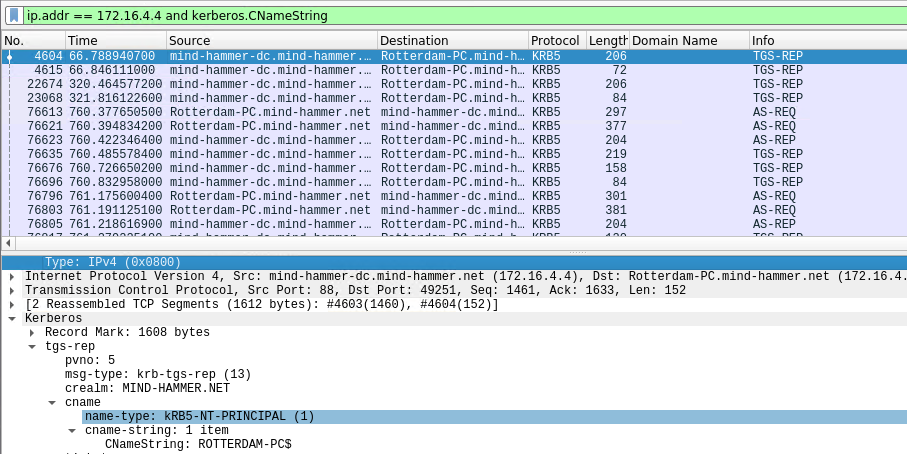 ip.addr == 172.16.4.4 and kerberos.CNameString
No. Time Source Destination Protocol Length Domain Name Info
4604 66.788940700 mind-hammer-dc.mind-hammer.… Rotterdam-PC.mind-h… KRB5 206 TGS-REP
4615 66.846111000 mind-hammer-dc.mind-hammer.… Rotterdam-PC.mind-h… KRB5 72 TGS-REP
22674 320.464577200 mind-hammer-dc.mind-hammer.… Rotterdam-PC.mind-h… KRB5 206 TGS-REP
23068 321.816122600 mind-hammer-dc.mind-hammer.… Rotterdam-PC.mind-h… KRB5 84 TGS-REP
76613 760.377650500 Rotterdam-PC.mind-hammer.net mind-hammer-dc.mind… KRB5 297 AS-REQ
76621 760.394834200 Rotterdam-PC.mind-hammer.net mind-hammer-dc.mind… KRB5 377 AS-REQ
76623 760.422346400 mind-hammer-dc.mind-hammer.… Rotterdam-PC.mind-h… KRB5 204 AS-REP
76635 760.485578400 mind-hammer-dc.mind-hammer.… Rotterdam-PC.mind-h… KRB5 219 TGS-REP
76676 760.726650200 mind-hammer-dc.mind-hammer.… Rotterdam-PC.mind-h… KRB5 158 TGS-REP
76696 760.832958000 mind-hammer-dc.mind-hammer.… Rotterdam-PC.mind-h… KRB5 84 TGS-REP
76796 761.175600400 Rotterdam-PC.mind-hammer.net mind-hammer-dc.mind… KRB5 301 AS-REQ
76803 761.191125100 Rotterdam-PC.mind-hammer.net mind-hammer-dc.mind… KRB5 381 AS-REQ
76805 761.218616900 mind-hammer-dc.mind-hammer.… Rotterdam-PC.mind-h… KRB5 204 AS-REP
Type: IPv4 (0x0800)
Internet Protocol Version 4, Src: mind-hammer-dc.mind-hammer.net (172.16.4.4), Dst: Rotterdam-PC.mind-hammer.net (172.16.4.
Transmission Control Protocol, Src Port: 88, Dst Port: 49251, Seq: 1461, Ack: 1633, Len: 152
[2 Reassembled TCP Segments (1612 bytes): #4603(1460), #4604(152)]
Kerberos
Record Mark: 1608 bytes
tgs-rep
pvno: 5
msg-type: krb-tgs-rep (13)
crealm: MIND-HAMMER.NET
cname
name-type: kRB5-NT-PRINCIPAL (1)
cname-string: 1 item
CNameString: ROTTERDAM-PC$